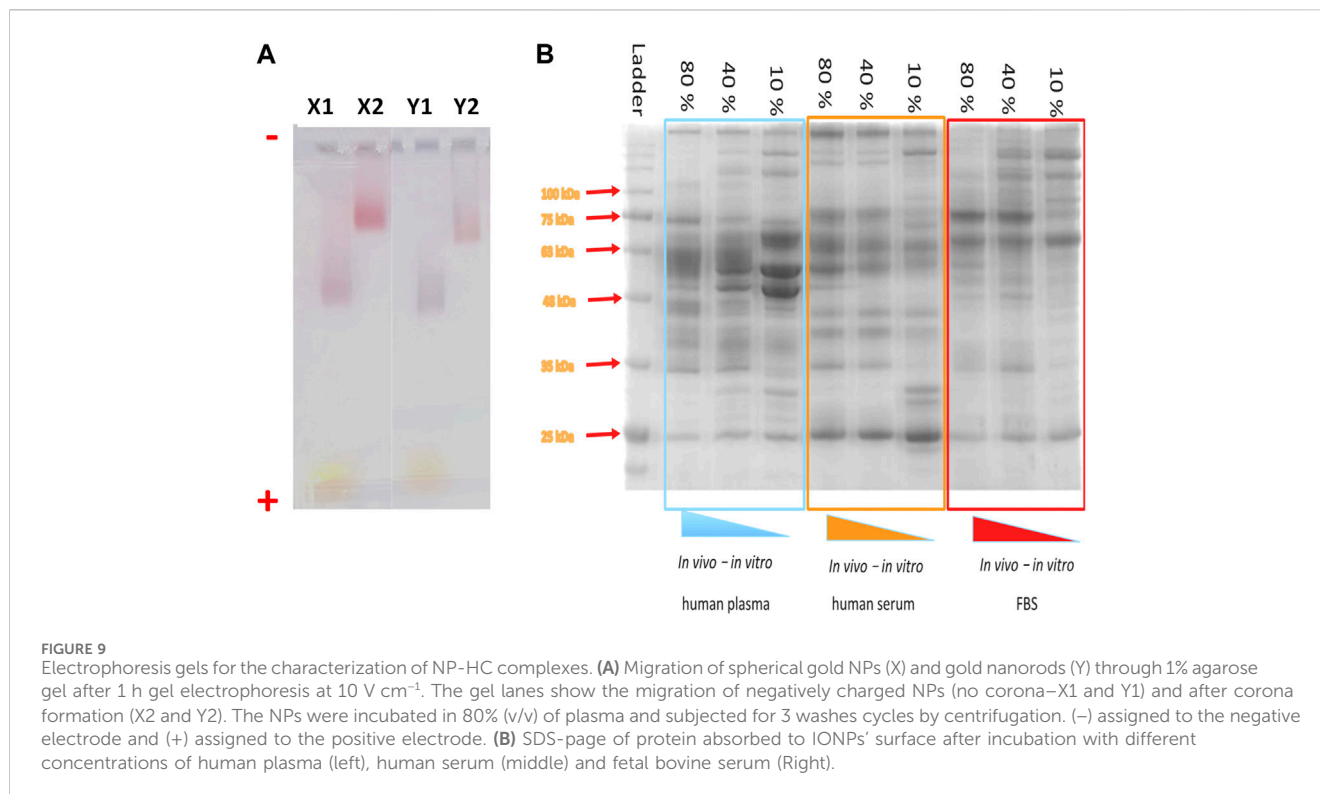 A
X1 X2 Y1 Y2
-
+
B
Ladder
80 %
40 %
10 %
80 %
40 %
10 %
80 %
40 %
10 %
100 kDa
75 kDa
63 kDa
48 kDa
35 kDa
25 kDa
In vivo – in vitro
human plasma
In vivo – in vitro
human serum
In vivo – in vitro
FBS
FIGURE 9
Electrophoresis gels for the characterization of NP-HC complexes. (A) Migration of spherical gold NPs (X) and gold nanorods (Y) through 1% agarose
gel after 1 h gel electrophoresis at 10 V cm⁻¹. The gel lanes show the migration of negatively charged NPs (no corona–X1 and Y1) and after corona
formation (X2 and Y2). The NPs were incubated in 80% (v/v) of plasma and subjected for 3 washes cycles by centrifugation. (–) assigned to the negative
electrode and (+) assigned to the positive electrode. (B) SDS-page of protein absorbed to IONPs' surface after incubation with different
concentrations of human plasma (left), human serum (middle) and fetal bovine serum (Right).